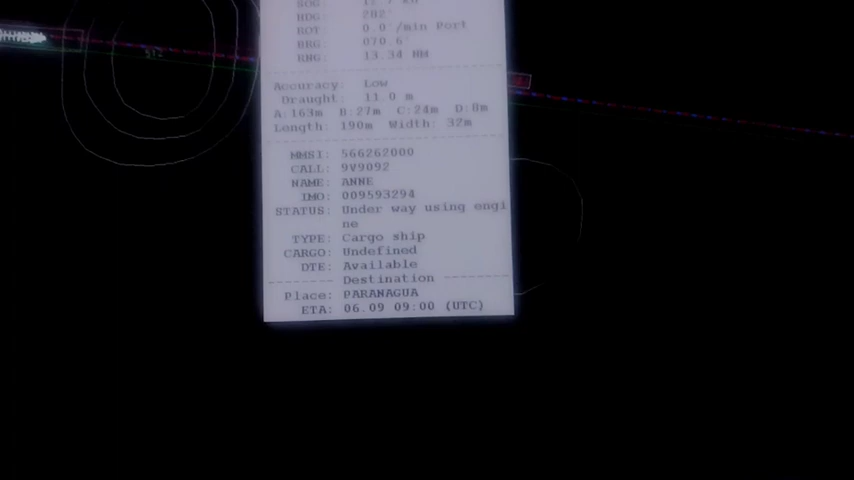 SOG:
HDG: 282°
ROT: 0.0°/min Port
BRG: 070.6°
RNG: 13.34 NM
Accuracy: Low
Draught: 11.0 m
A:163m B:27m C:24m D:8m
Length: 190m Width: 32m
MMSI: 566262000
CALL: 9V9092
NAME: ANNE
IMO: 009593294
STATUS: Under way using engi
ne
TYPE: Cargo ship
CARGO: Undefined
DTE: Available
Destination
Place: PARANAGUA
ETA: 06.09 09:00 (UTC)